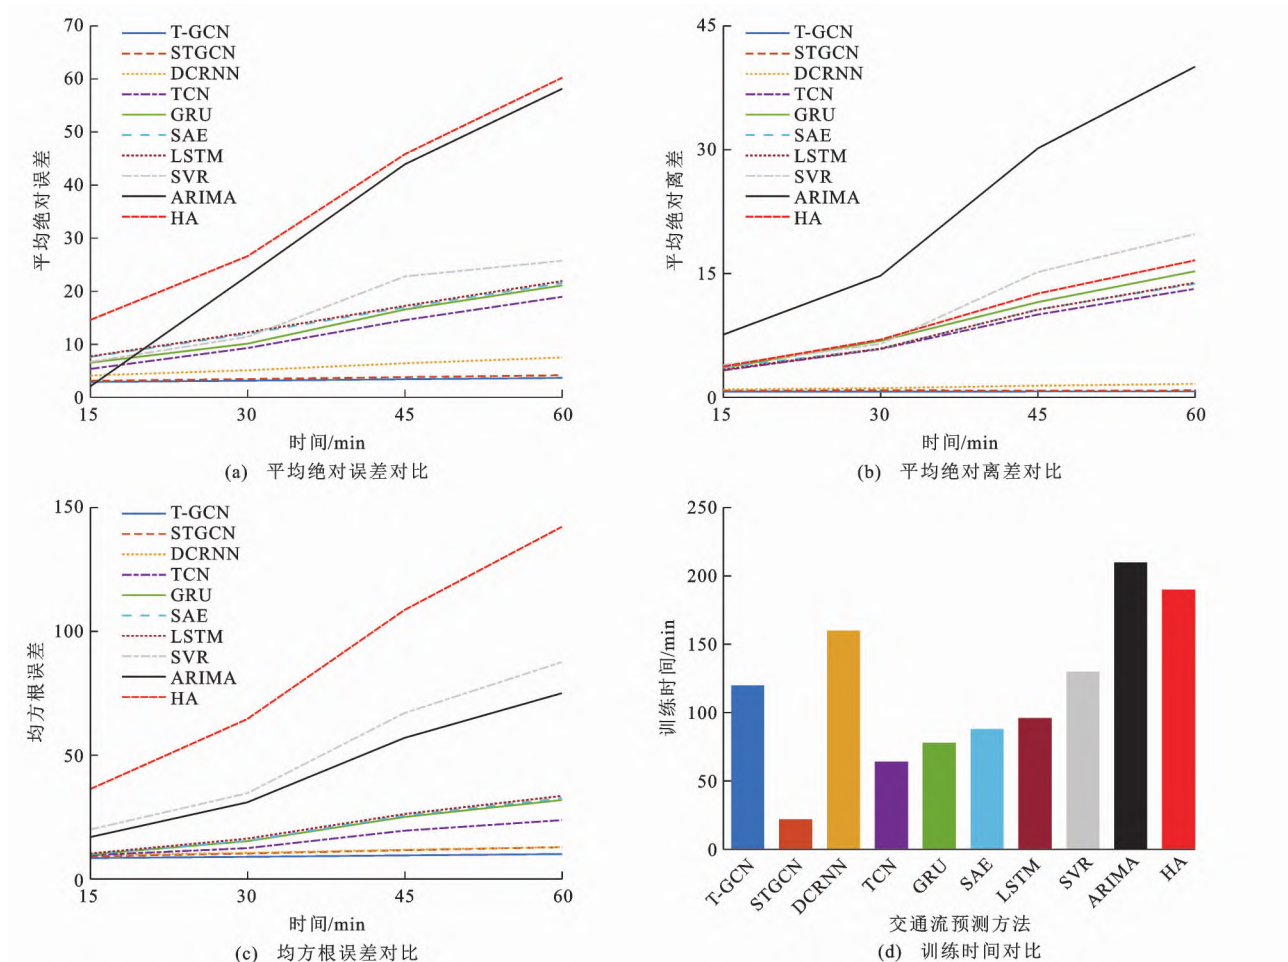 70
60
50
40
30
20
10
0
平均绝对误差
T-GCN
STGCN
DCRNN
TCN
GRU
SAE
LSTM
SVR
ARIMA
HA
15 30 45 60
时间/min
(a) 平均绝对误差对比
45
30
15
0
平均绝对离差
T-GCN
STGCN
DCRNN
TCN
GRU
SAE
LSTM
SVR
ARIMA
HA
15 30 45 60
时间/min
(b) 平均绝对离差对比
150
100
50
0
均方根误差
T-GCN
STGCN
DCRNN
TCN
GRU
SAE
LSTM
SVR
ARIMA
HA
15 30 45 60
时间/min
(c) 均方根误差对比
250
200
150
100
50
0
训练时间/min
T-GCN STGCN DCRNN TCN GRU SAE LSTM SVR ARIMA HA
交通流预测方法
(d) 训练时间对比